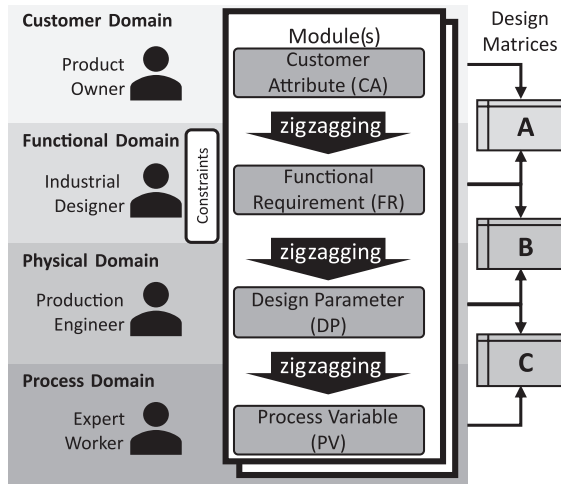 Customer Domain
Product
Owner
Functional Domain
Industrial
Designer
Constraints
Physical Domain
Production
Engineer
Process Domain
Expert
Worker
Module(s)
Customer
Attribute (CA)
zigzagging
Functional
Requirement (FR)
zigzagging
Design Parameter
(DP)
zigzagging
Process Variable
(PV)
Design
Matrices
A
B
C